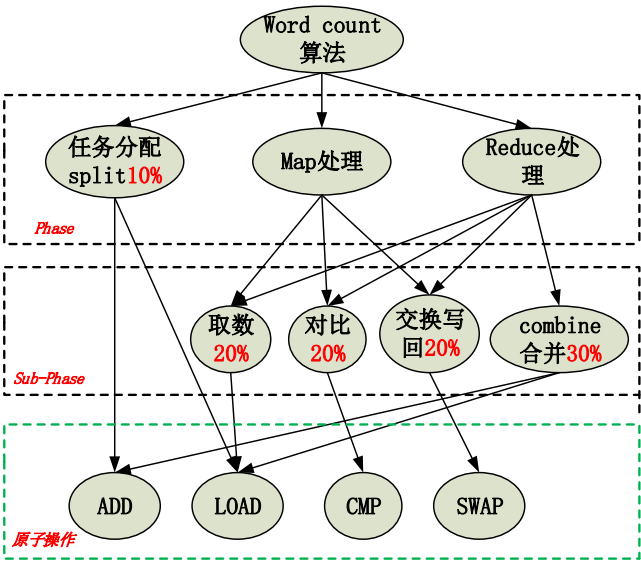 Word count
算法
任务分配
split10%
Map处理
Reduce处
理
Phase
取数
20%
对比
20%
交换写
回20%
combine
合并30%
Sub-Phase
ADD
LOAD
CMP
SWAP
原子操作